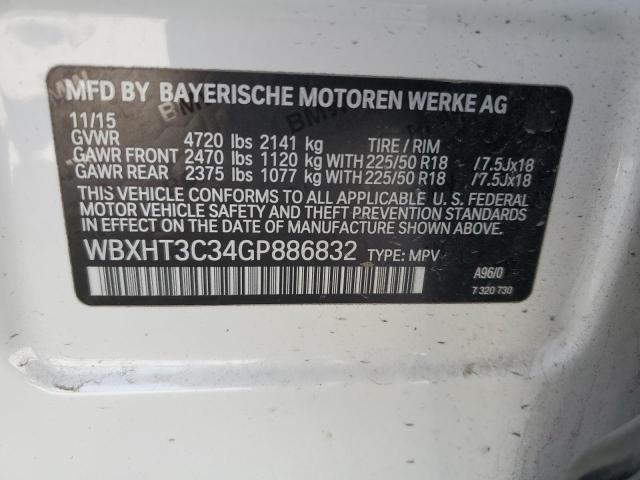 MFD BY BAYERISCHE MOTOREN WERKE AG
11/15
GVWR 4720 lbs 2141 kg TIRE / RIM
GAWR FRONT 2470 lbs 1120 kg WITH 225/50 R18 /7.5Jx18
GAWR REAR 2375 lbs 1077 kg WITH 225/50 R18 /7.5Jx18
THIS VEHICLE CONFORMS TO ALL APPLICABLE U. S. FEDERAL
MOTOR VEHICLE SAFETY AND THEFT PREVENTION STANDARDS
IN EFFECT ON THE DATE OF MANUFACTURE SHOWN ABOVE.
WBXHT3C34GP886832 TYPE: MPV
A96/0
7 320 730